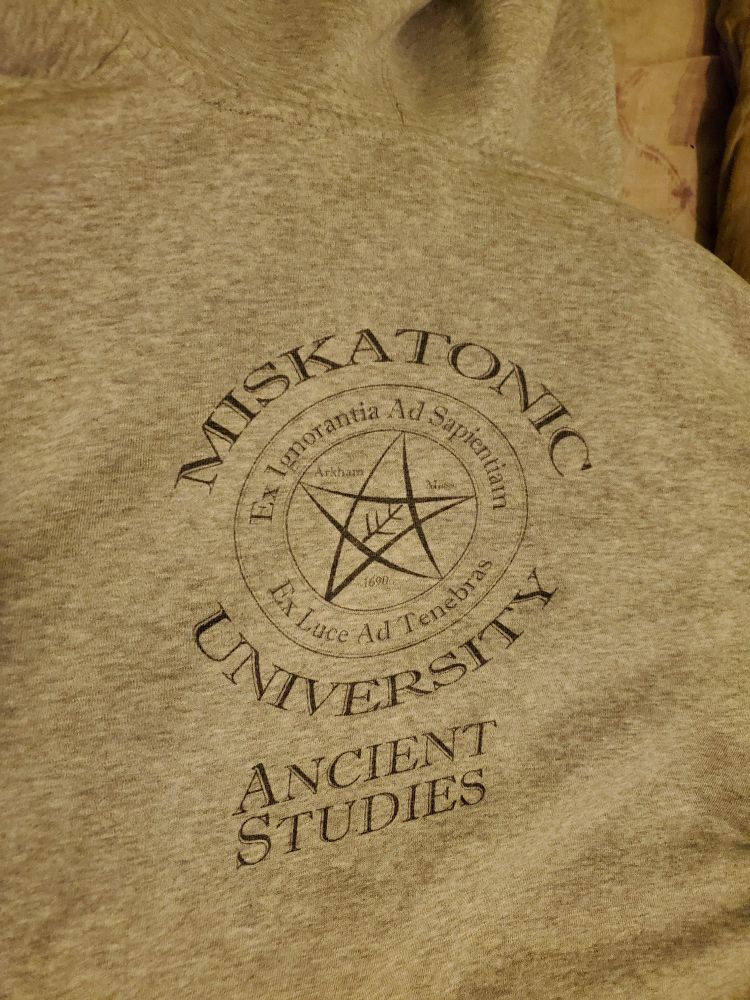 MISKATONIC
Ex Ignorantia Ad Sapientiam
Arkham
Mass.
1690
Ex Luce Ad Tenebras
UNIVERSITY
ANCIENT
STUDIES